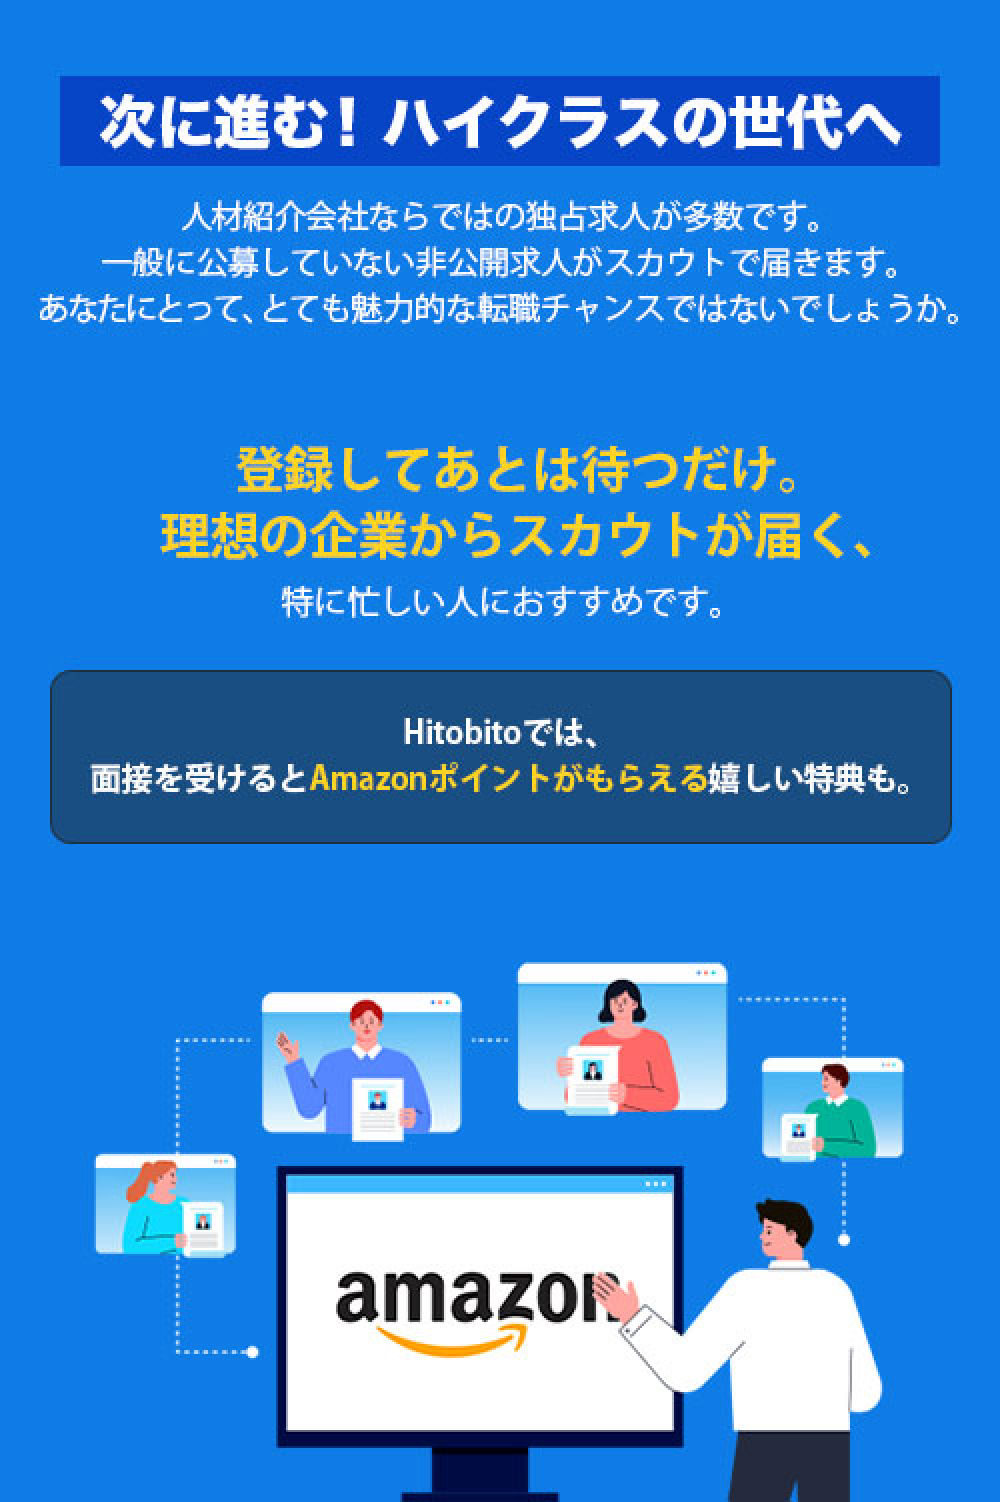 次に進む！ハイクラスの世代へ
人材紹介会社ならではの独占求人が多数です。
一般に公募していない非公開求人がスカウトで届きます。
あなたにとって、とても魅力的な転職チャンスではないでしょうか。
登録してあとは待つだけ。
理想の企業からスカウトが届く、
特に忙しい人におすすめです。
Hitobitoでは、
面接を受けるとAmazonポイントがもらえる嬉しい特典も。
amazon